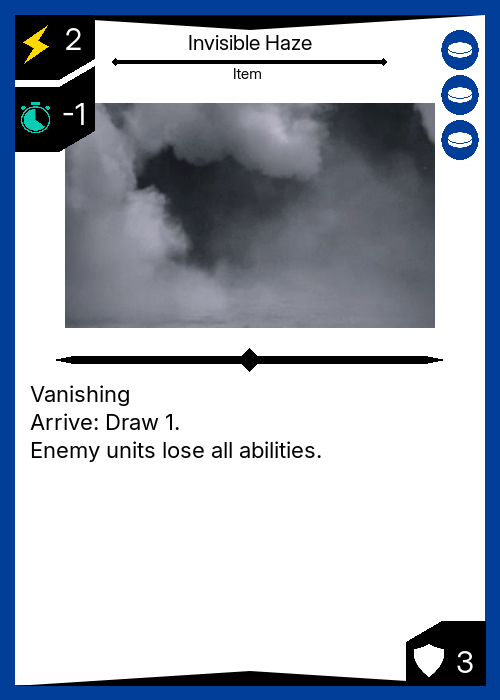 2
Invisible Haze
Item
-1
Vanishing
Arrive: Draw 1.
Enemy units lose all abilities.
3